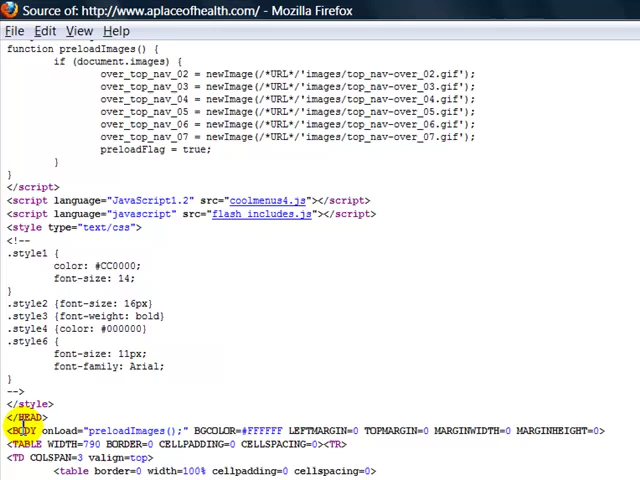 Source of: http://www.aplaceofhealth.com/ - Mozilla Firefox
File Edit View Help
function preloadImages() {
if (document.images) {
over_top_nav_02 = newImage(/*URL*/'images/top_nav-over_02.gif');
over_top_nav_03 = newImage(/*URL*/'images/top_nav-over_03.gif');
over_top_nav_04 = newImage(/*URL*/'images/top_nav-over_04.gif');
over_top_nav_05 = newImage(/*URL*/'images/top_nav-over_05.gif');
over_top_nav_06 = newImage(/*URL*/'images/top_nav-over_06.gif');
over_top_nav_07 = newImage(/*URL*/'images/top_nav-over_07.gif');
preloadFlag = true;
}
}
</script>
<script language="JavaScript1.2" src="coolmenus4.js"></script>
<script language="javascript" src="flash_includes.js"></script>
<style type="text/css">
<!--
.style1 {
color: #CC0000;
font-size: 14;
}
.style2 {font-size: 16px}
.style3 {font-weight: bold}
.style4 {color: #000000}
.style6 {
font-size: 11px;
font-family: Arial;
}
-->
</style>
</HEAD>
<BODY onLoad="preloadImages();" BGCOLOR=#FFFFFF LEFTMARGIN=0 TOPMARGIN=0 MARGINWIDTH=0 MARGINHEIGHT=0>
<TABLE WIDTH=790 BORDER=0 CELLPADDING=0 CELLSPACING=0><TR>
<TD COLSPAN=3 valign=top>
<table border=0 width=100% cellpadding=0 cellspacing=0>